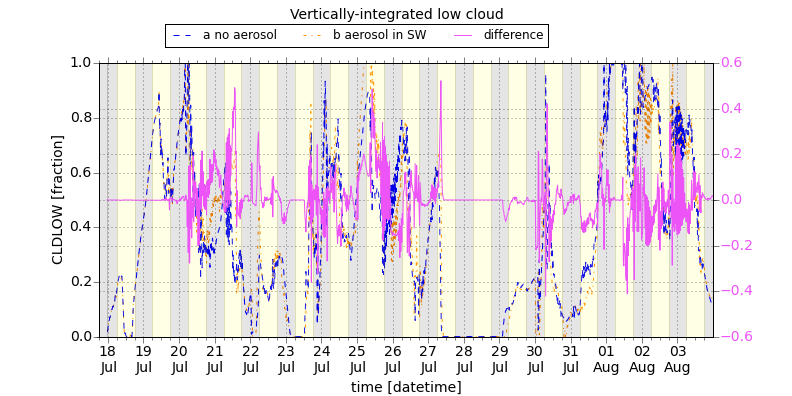 Vertically-integrated low cloud
a no aerosol b aerosol in SW difference
1.0 0.6
0.8 0.4
0.6 0.2
0.4 0.0
0.2 −0.2
0.0 −0.4
−0.6
CLDLOW [fraction]
18 19 20 21 22 23 24 25 26 27 28 29 30 31 01 02 03
Jul Jul Jul Jul Jul Jul Jul Jul Jul Jul Jul Jul Jul Jul Aug Aug Aug
time [datetime]